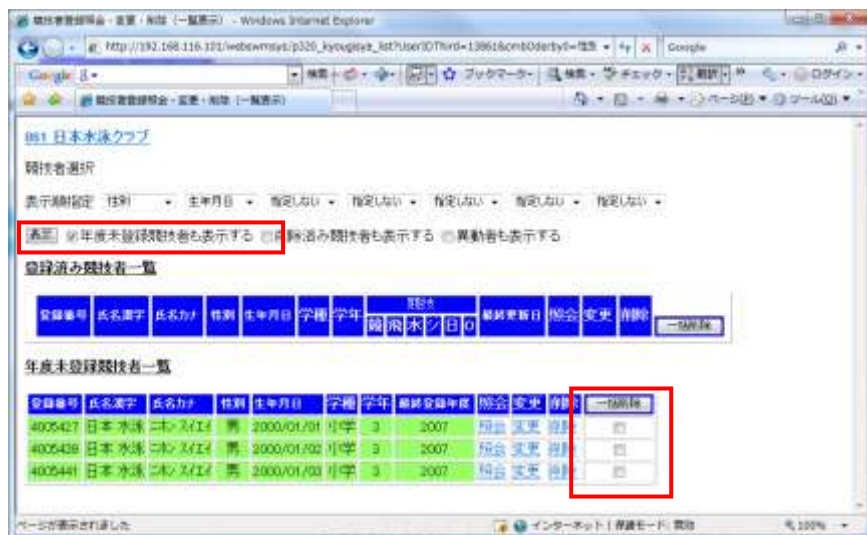 競技者登録照会・変更・削除 (一覧表示) - Windows Internet Explorer
Google
Google
検索
ブックマーク
チェック
翻訳
ログイン
競技者登録照会・変更・削除 (一覧表示)
ページ(P)
ツール(O)
061 日本水泳クラブ
競技者選択
表示順指定 性別 生年月日 指定しない 指定しない 指定しない 指定しない 指定しない
表示 年度未登録競技者も表示する 削除済み競技者も表示する 異動者も表示する
登録済み競技者一覧
登録番号 氏名漢字 氏名カナ 性別 生年月日 学種 学年 競技 最終更新日 照会 変更 削除 一括削除
競 飛 水 シ 日 O
年度未登録競技者一覧
登録番号 氏名漢字 氏名カナ 性別 生年月日 学種 学年 最終登録年度 照会 変更 削除 一括削除
4005427 日本 水泳 ニホン スイエイ 男 2000/01/01 小学 3 2007 照会 変更 削除
4005439 日本 水泳 ニホン スイエイ 男 2000/01/02 小学 3 2007 照会 変更 削除
4005441 日本 水泳 ニホン スイエイ 男 2000/01/03 小学 3 2007 照会 変更 削除
ページが表示されました
インターネット | 保護モード: 無効
100%